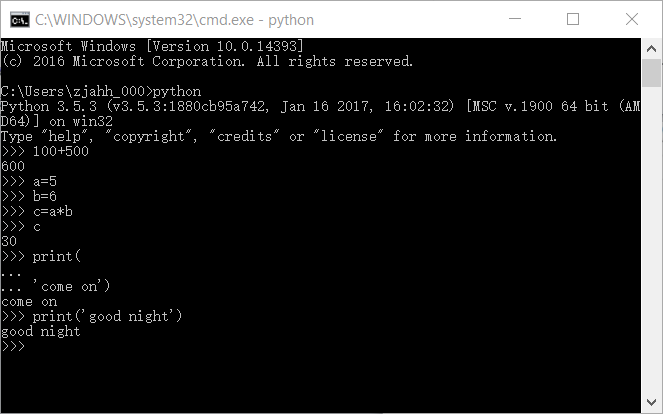 C:\WINDOWS\system32\cmd.exe - python
Microsoft Windows [Version 10.0.14393]
(c) 2016 Microsoft Corporation. All rights reserved.
C:\Users\zjahh_000>python
Python 3.5.3 (v3.5.3:1880cb95a742, Jan 16 2017, 16:02:32) [MSC v.1900 64 bit (AM
D64)] on win32
Type "help", "copyright", "credits" or "license" for more information.
>>> 100+500
600
>>> a=5
>>> b=6
>>> c=a*b
>>> c
30
>>> print(
...
... 'come on')
come on
>>> print('good night')
good night
>>>